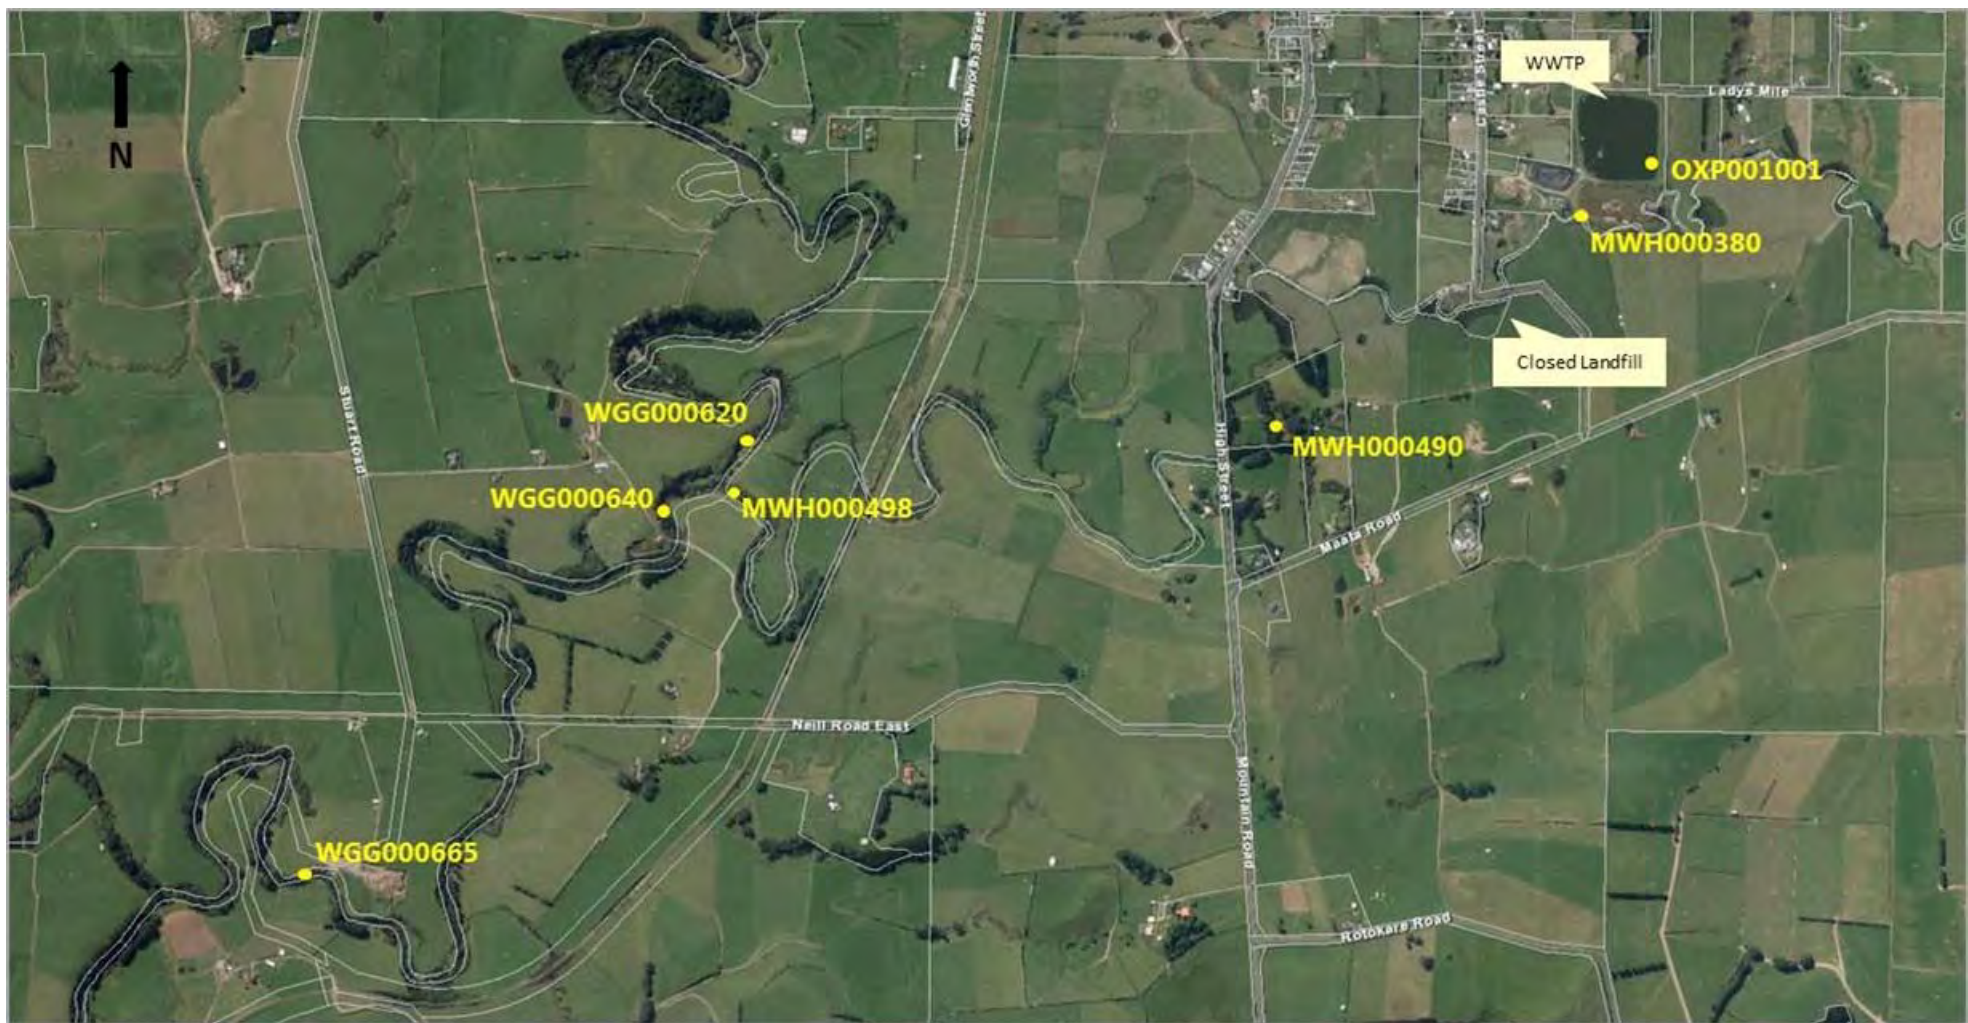 N
Glentworth Street
Castle Street
WWTP
Ladys Mile
OXP001001
MWH000380
Closed Landfill
Stuart Road
WGG000620
High Street
MWH000490
WGG000640
MWH000498
Maata Road
Neill Road East
Mountain Road
WGG000665
Rotokare Road